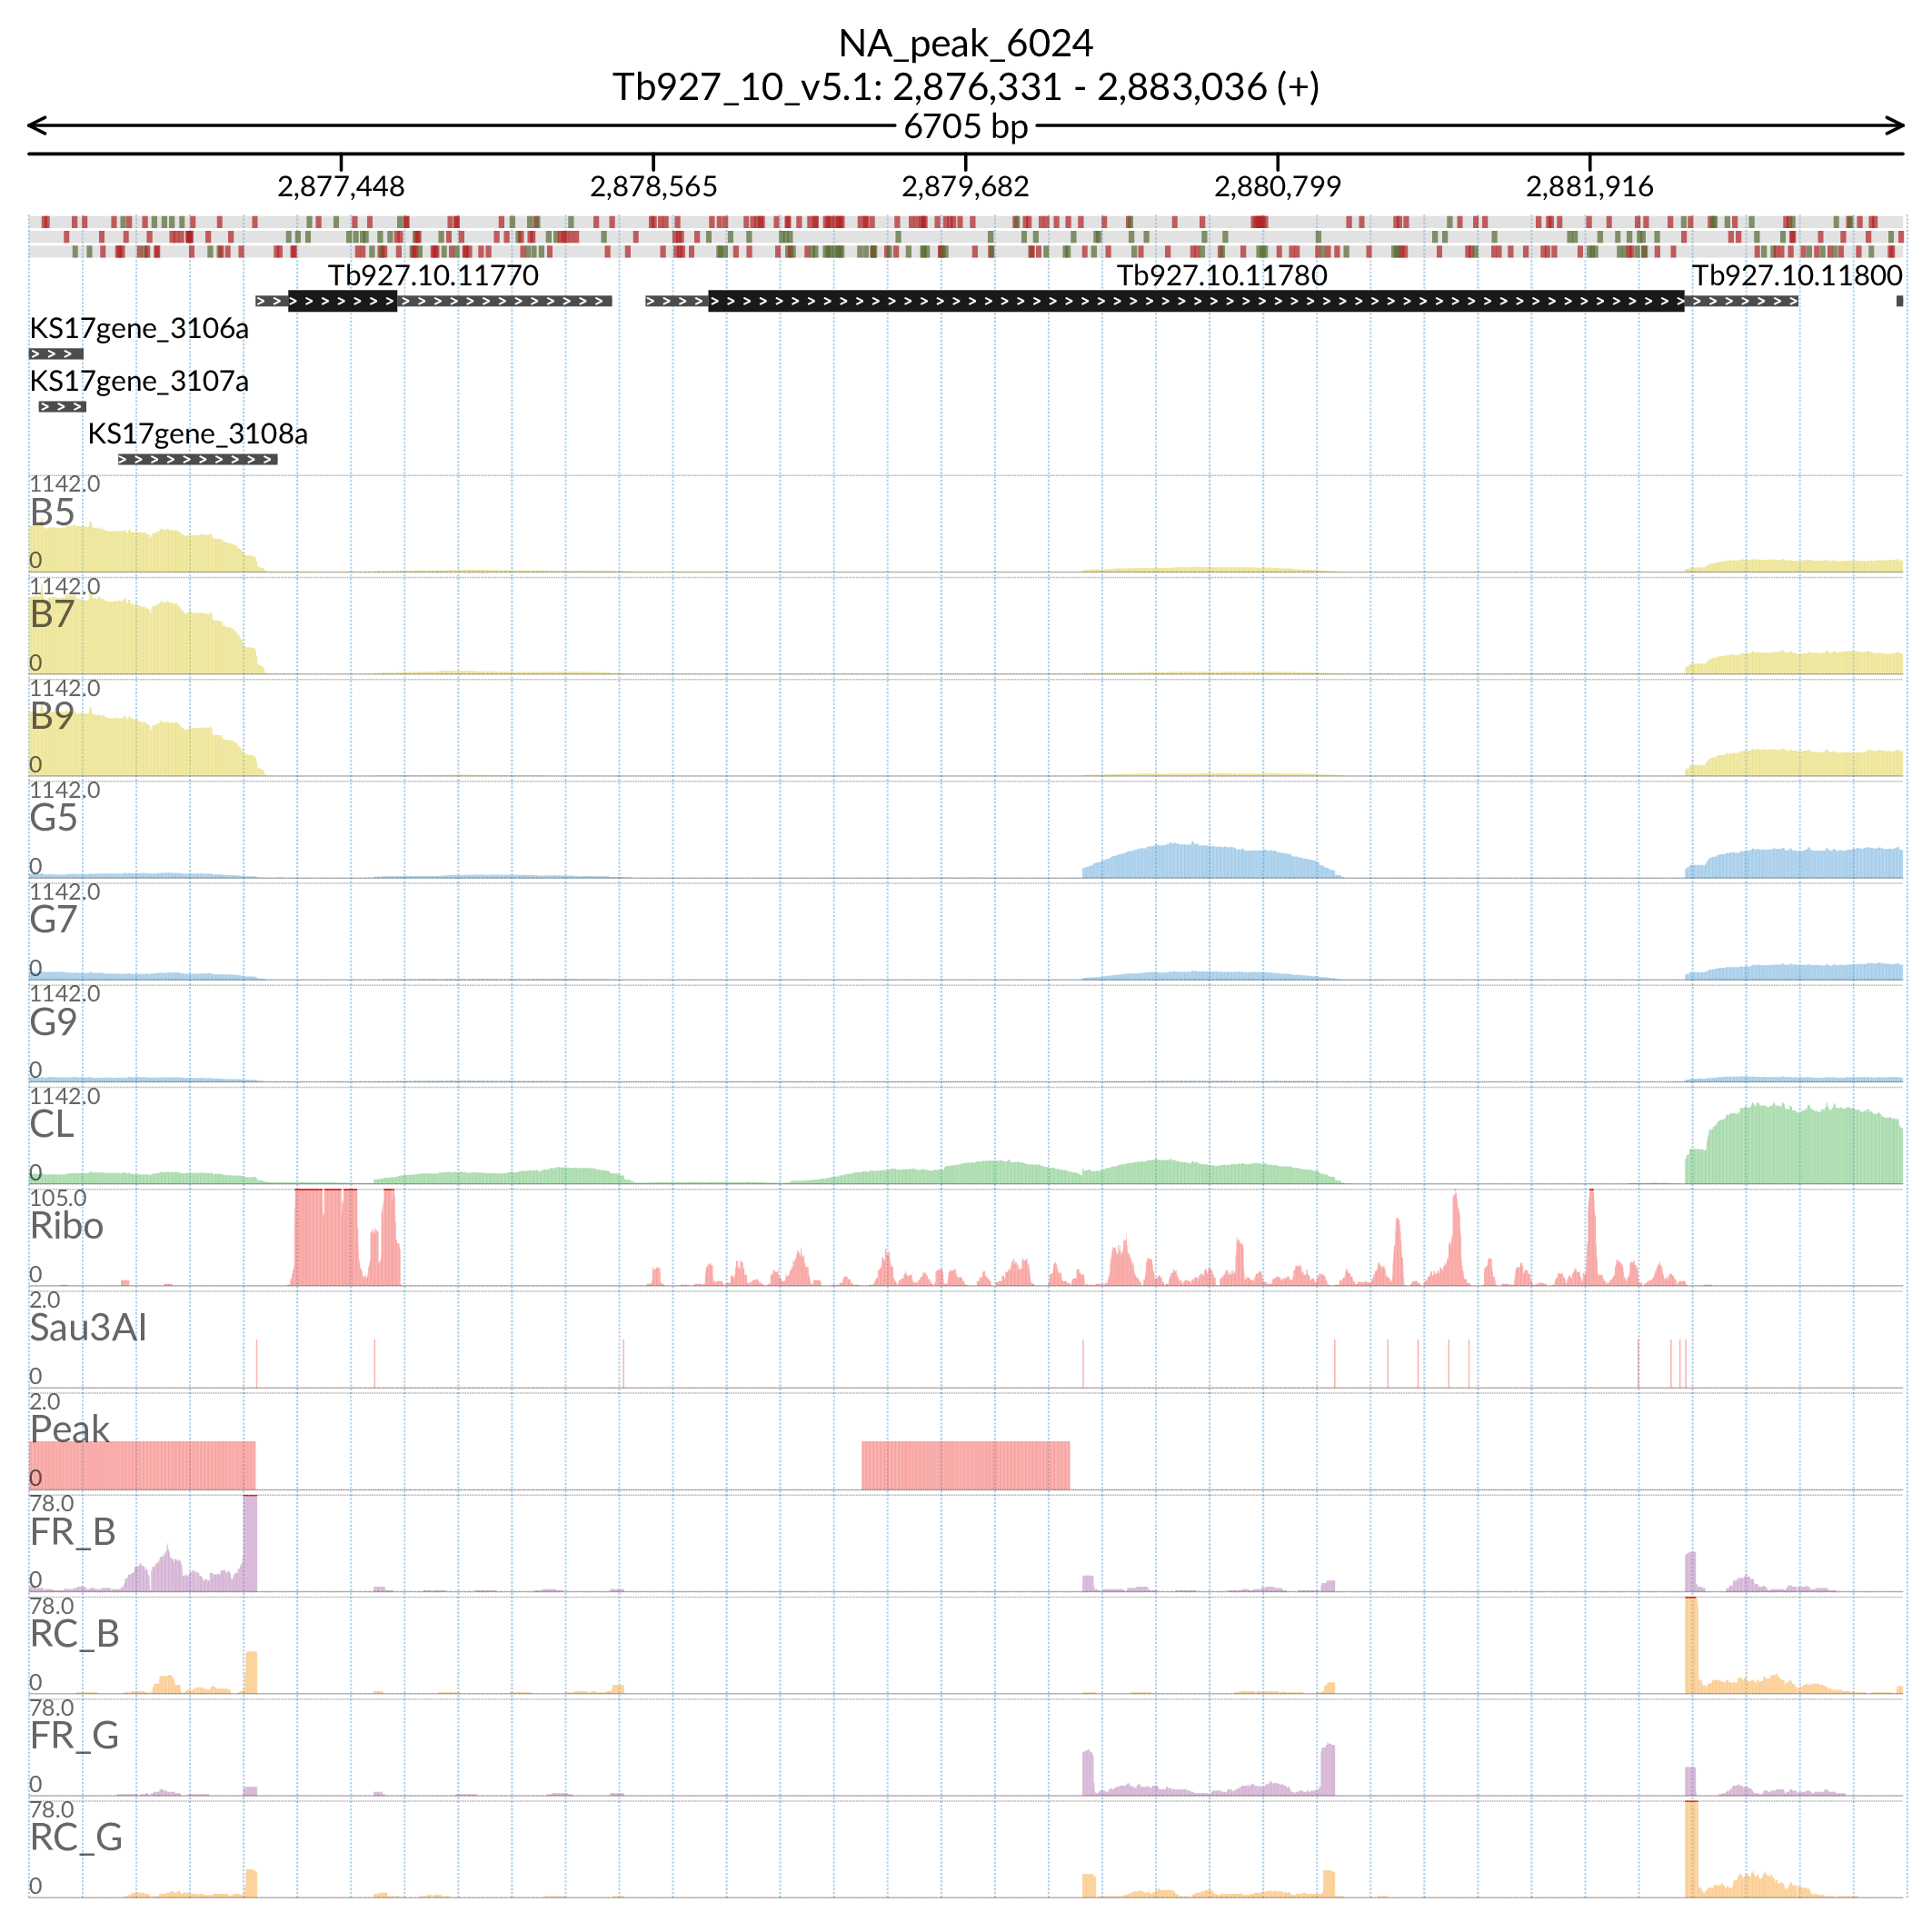 NA_peak_6024
Tb927_10_v5.1: 2,876,331 - 2,883,036 (+)
6705 bp
2,877,448 2,878,565 2,879,682 2,880,799 2,881,916
Tb927.10.11770 Tb927.10.11780 Tb927.10.11800
KS17gene_3106a
KS17gene_3107a
KS17gene_3108a
1142.0
B5
0
1142.0
B7
0
1142.0
B9
0
1142.0
G5
0
1142.0
G7
0
1142.0
G9
0
1142.0
CL
0
105.0
Ribo
0
2.0
Sau3AI
0
2.0
Peak
0
78.0
FR_B
0
78.0
RC_B
0
78.0
FR_G
0
78.0
RC_G
0